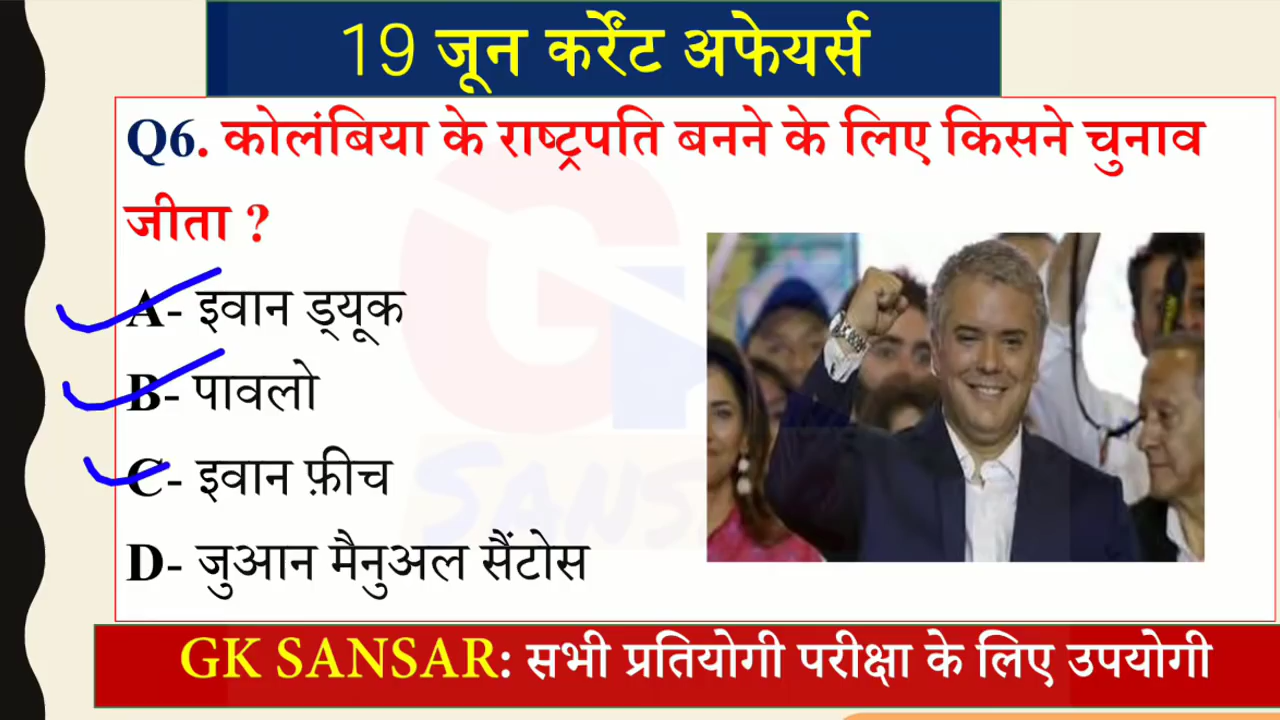 19 जून कर्रेंट अफेयर्स
Q6. कोलंबिया के राष्ट्रपति बनने के लिए किसने चुनाव
जीता ?
A- इवान ड्यूक
B- पावलो
C- इवान फ़ीच
D- जुआन मैनुअल सैंटोस
SANSA
GK SANSAR: सभी प्रतियोगी परीक्षा के लिए उपयोगी